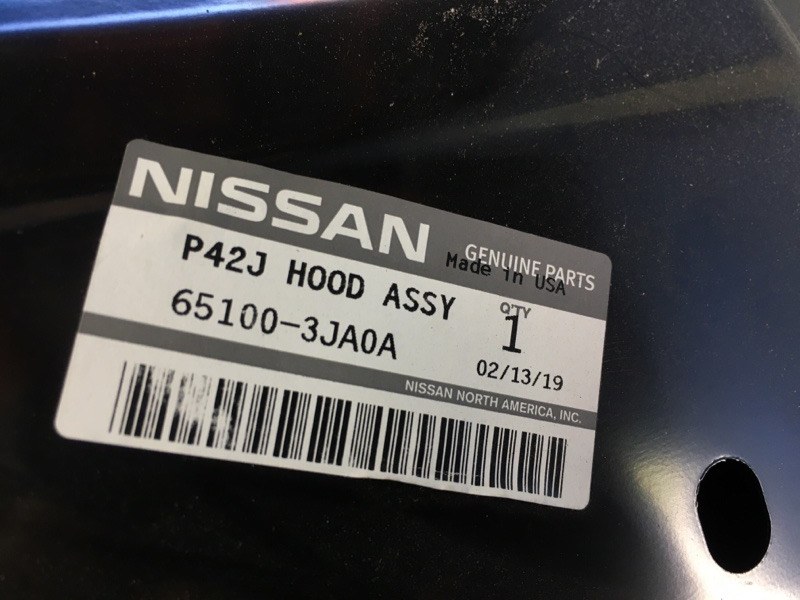 NISSAN
GENUINE PARTS
Made in USA
P42J HOOD ASSY
Q'TY
1
65100-3JA0A
02/13/19
NISSAN NORTH AMERICA, INC.